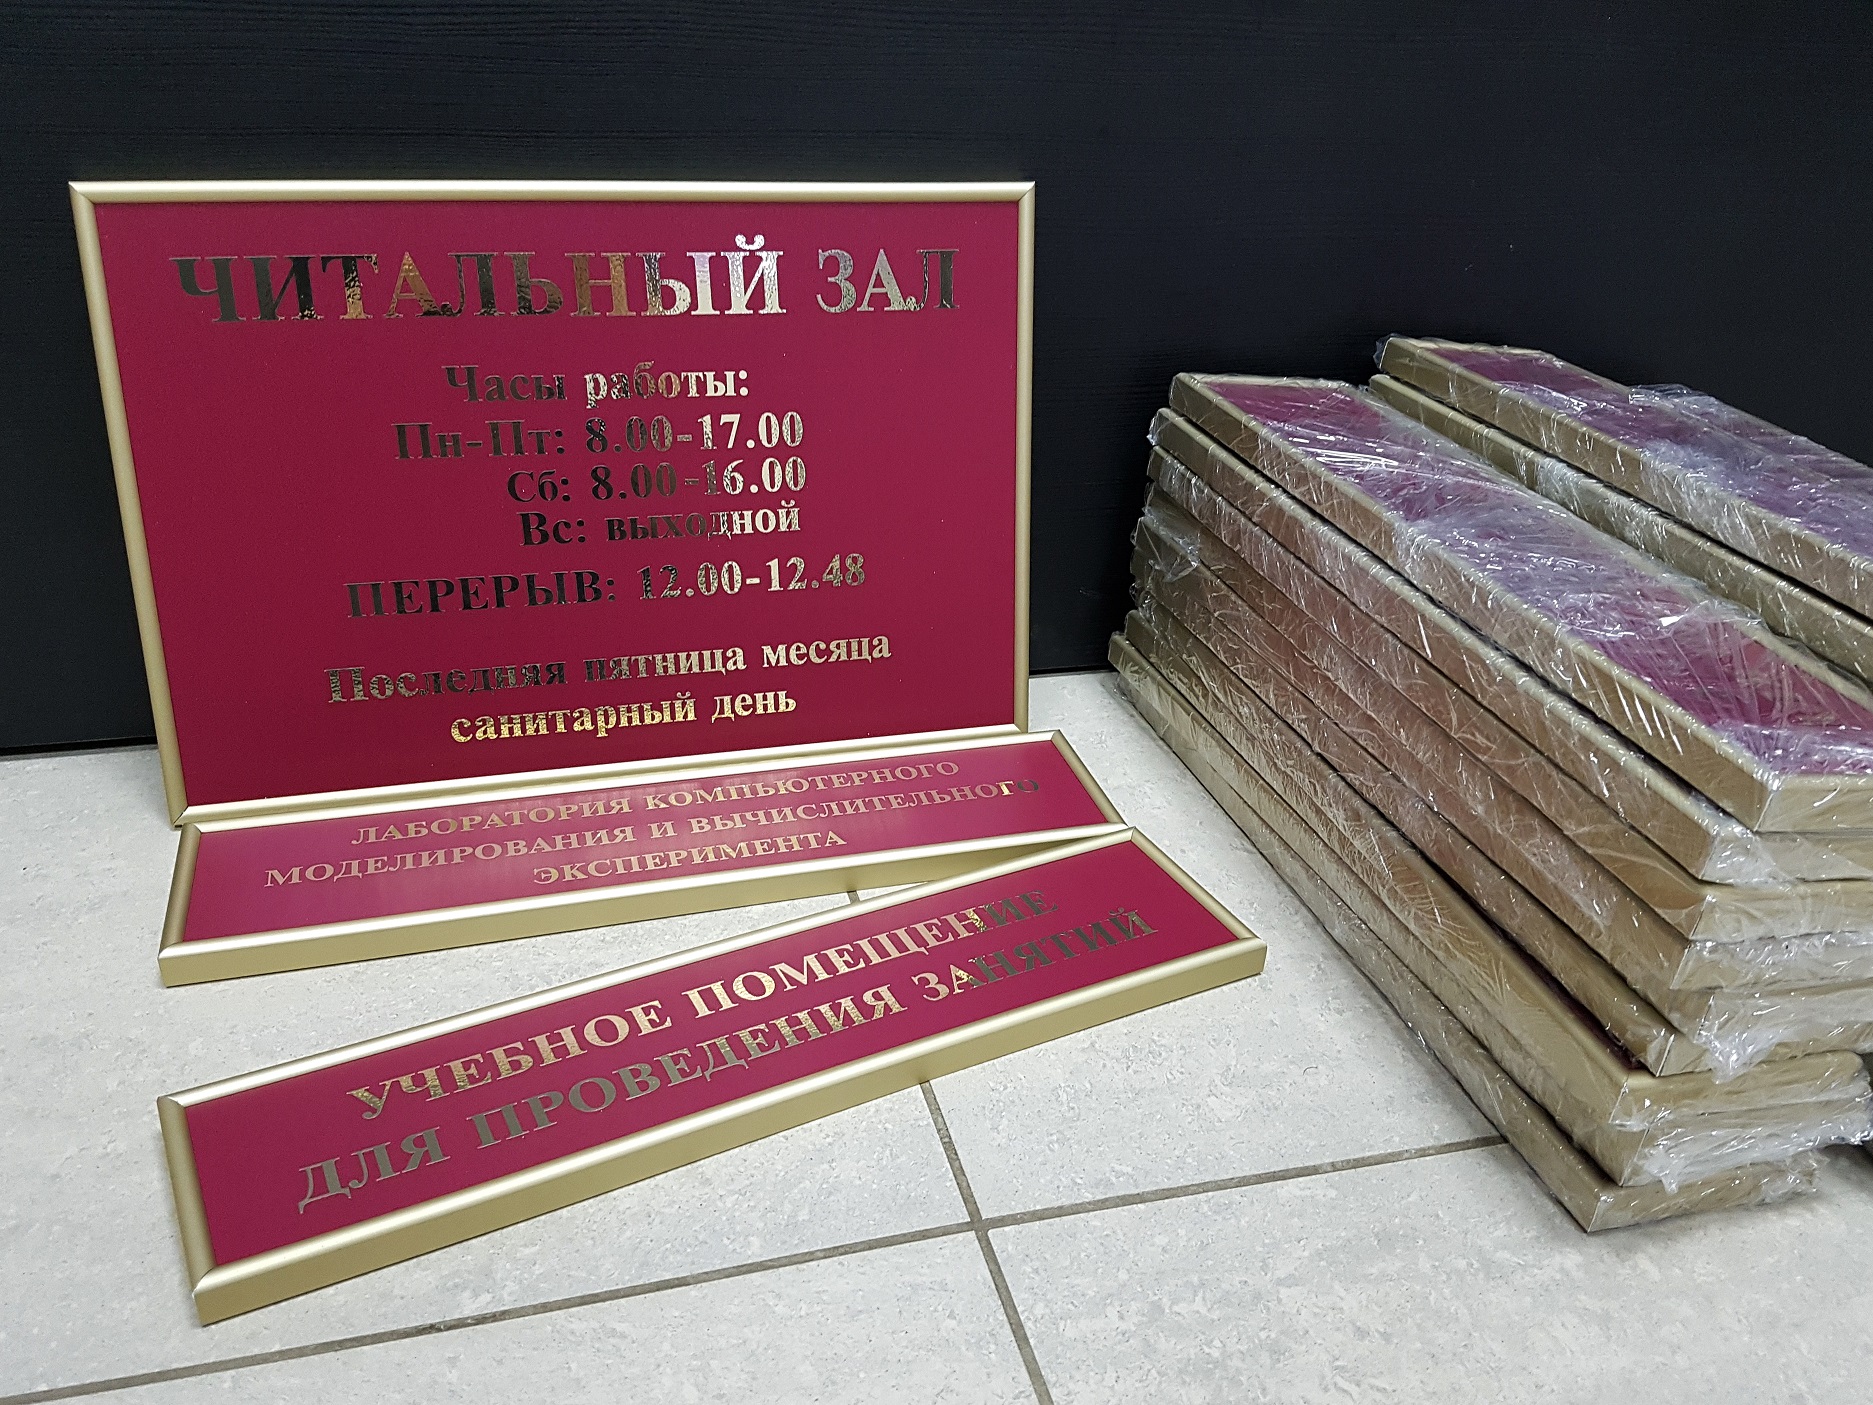 ЧИТАЛЬНЫЙ ЗАЛ
Часы работы:
Пн-Пт: 8.00-17.00
Сб: 8.00-16.00
Вс: выходной
ПЕРЕРЫВ: 12.00-12.48
Последняя пятница месяца
санитарный день
ЛАБОРАТОРИЯ КОМПЬЮТЕРНОГО
МОДЕЛИРОВАНИЯ И ВЫЧИСЛИТЕЛЬНОГО
ЭКСПЕРИМЕНТА
УЧЕБНОЕ ПОМЕЩЕНИЕ
ДЛЯ ПРОВЕДЕНИЯ ЗАНЯТИЙ